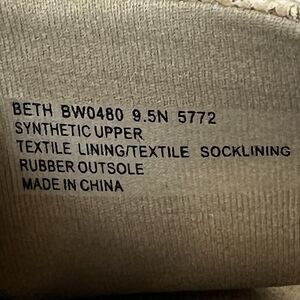 BETH BW0480 9.5N 5772
SYNTHETIC UPPER
TEXTILE LINING/TEXTILE SOCKLINING
RUBBER OUTSOLE
MADE IN CHINA